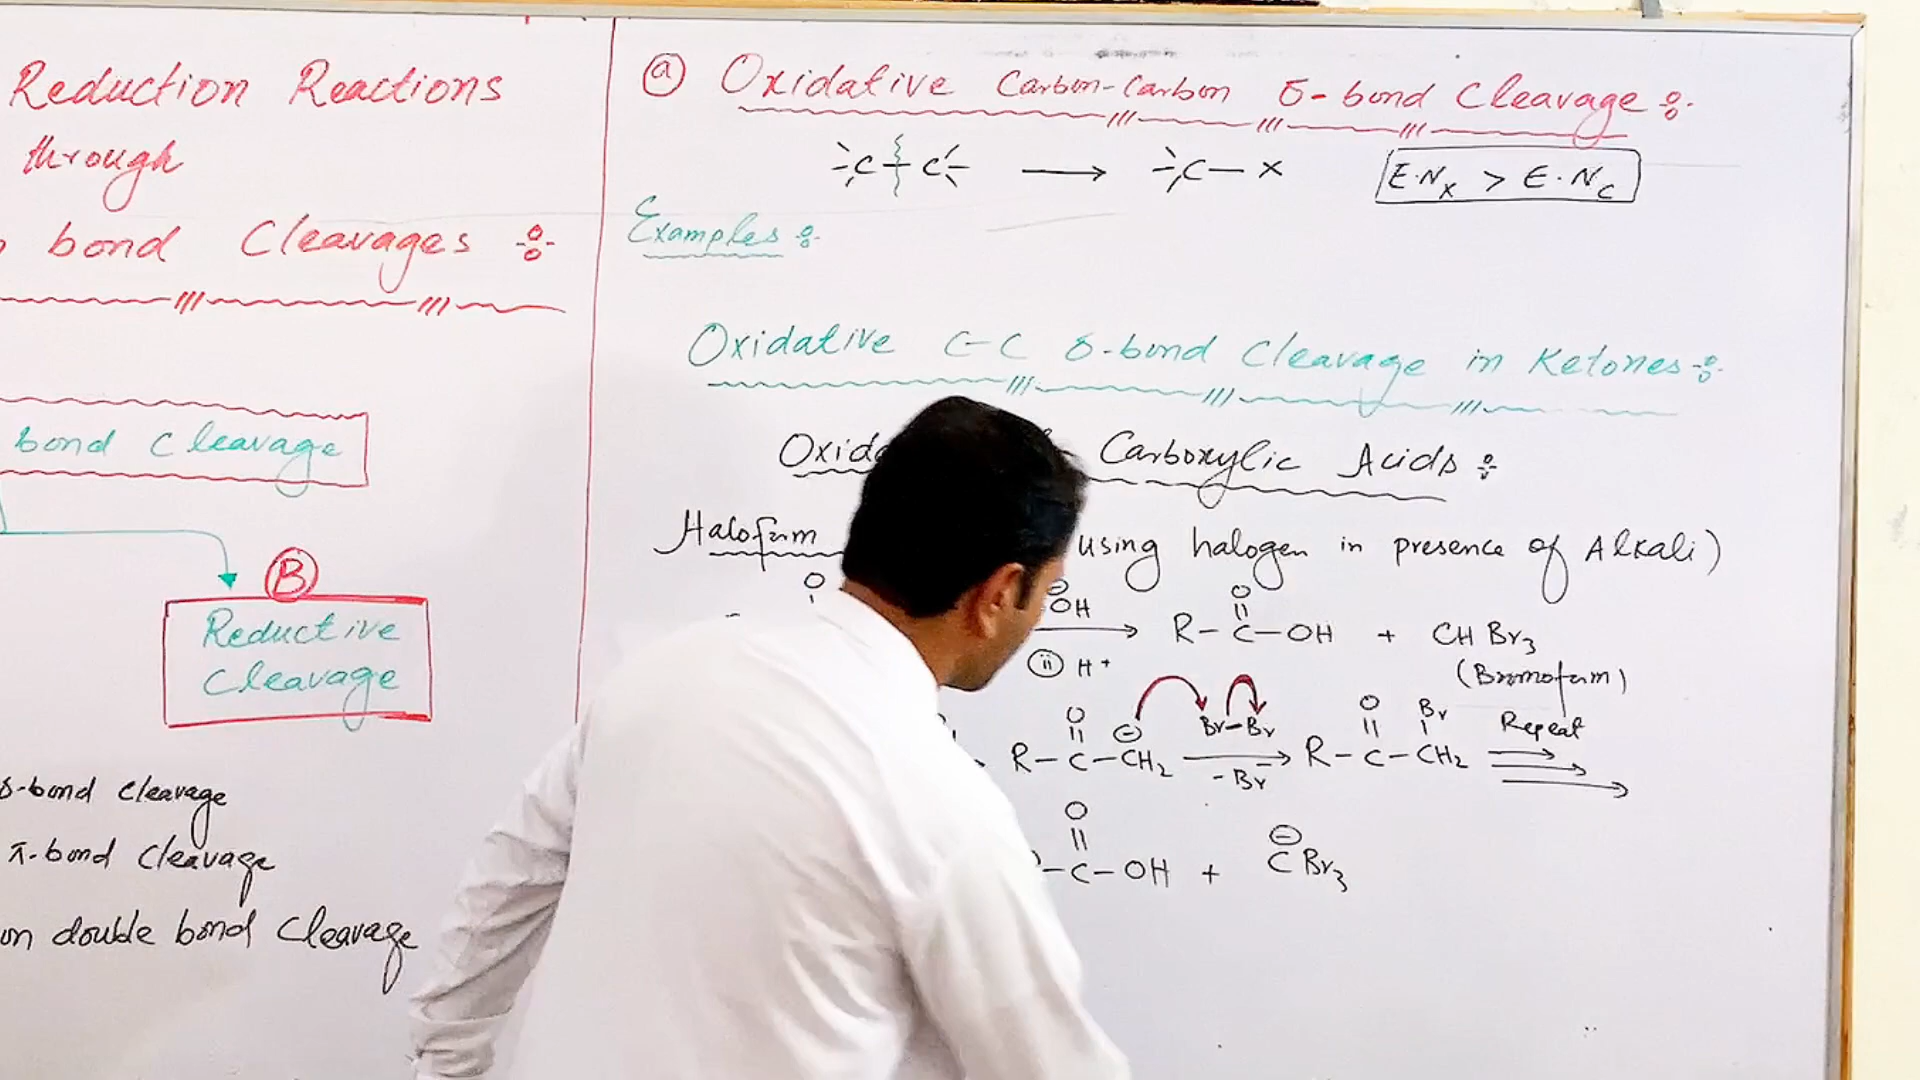 Reduction Reactions
through
bond Cleavages :-
bond Cleavage
B
Reductive
Cleavage
σ-bond Cleavage
π-bond Cleavage
on double bond Cleavage
(a) Oxidative Carbon-Carbon σ-bond Cleavage :-
C-C → C-X E.N_X > E.N_C
Examples :-
Oxidative C-C σ-bond Cleavage in Ketones :-
Carboxylic Acids :-
Haloform using halogen in presence of Alkali)
O ⊖OH O
|| 
→ R-C-OH + CHBr₃
(ii) H⁺ (Bromoform)
O ⊖ Br-Br O Br Repeat
|| || |
R-C-CH₂ → R-C-CH₂
-Br⁻
O ⊖
||
-C-OH + CBr₃